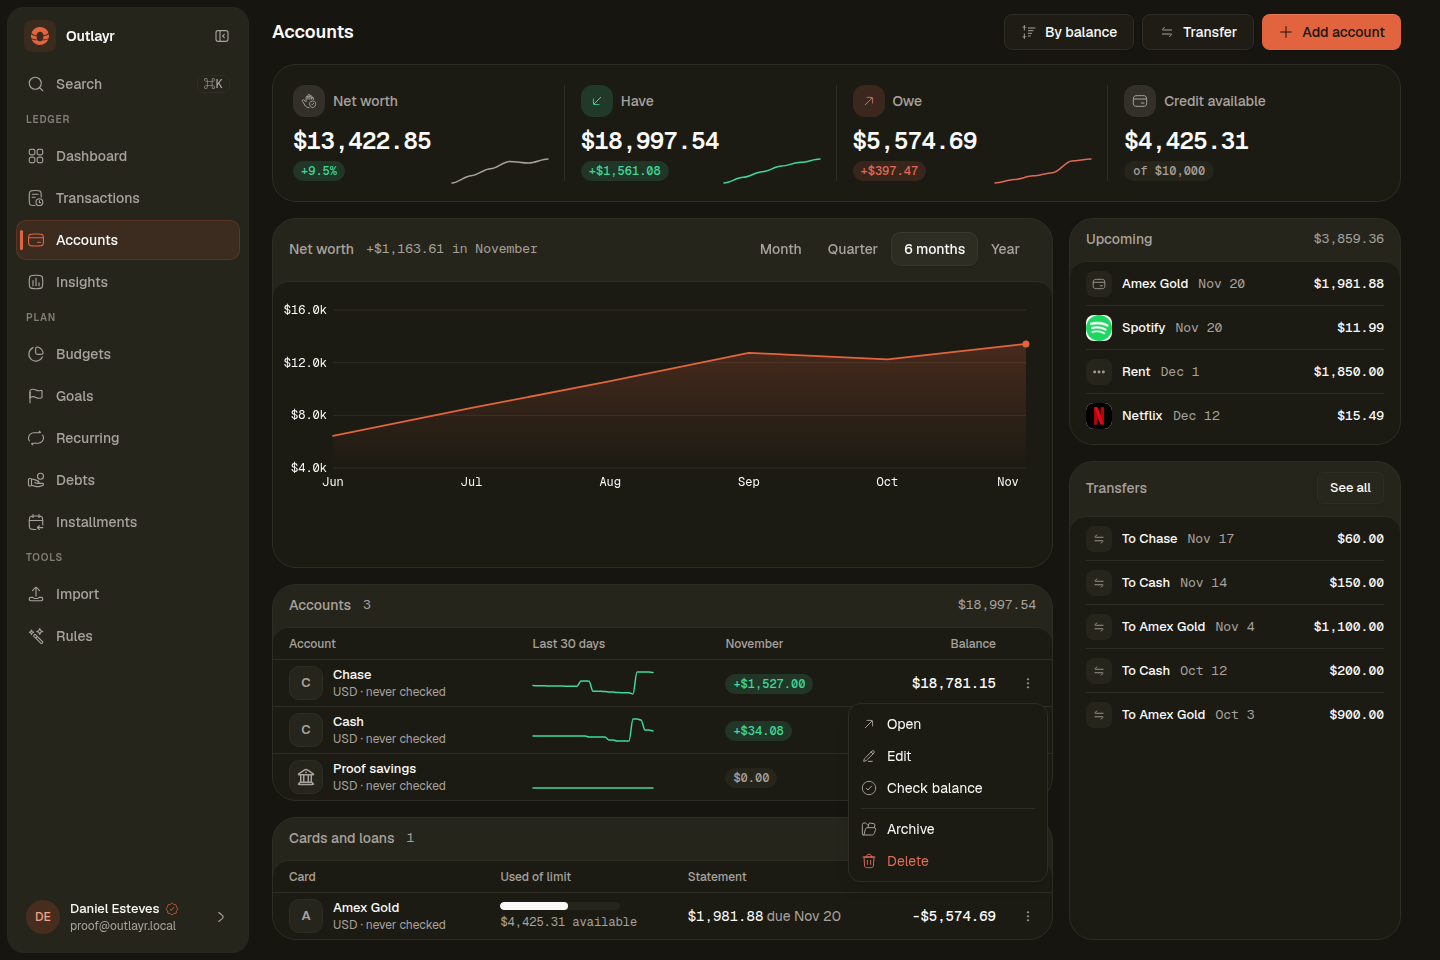 Outlayr
Search ⌘K
LEDGER
Dashboard
Transactions
Accounts
Insights
PLAN
Budgets
Goals
Recurring
Debts
Installments
TOOLS
Import
Rules
DE
Daniel Esteves
proof@outlayr.local
Accounts
By balance
Transfer
Add account
Net worth
$13,422.85
+9.5%
Have
$18,997.54
+$1,561.08
Owe
$5,574.69
+$397.47
Credit available
$4,425.31
of $10,000
Net worth +$1,163.61 in November
Month Quarter 6 months Year
$16.0k
$12.0k
$8.0k
$4.0k
Jun Jul Aug Sep Oct Nov
Accounts 3 $18,997.54
Account Last 30 days November Balance
C
Chase
USD · never checked
+$1,527.00
$18,781.15
C
Cash
USD · never checked
+$34.08
Proof savings
USD · never checked
$0.00
Open
Edit
Check balance
Archive
Delete
Cards and loans 1
Card Used of limit Statement
A
Amex Gold
USD · never checked
$4,425.31 available
$1,981.88 due Nov 20
-$5,574.69
Upcoming $3,859.36
Amex Gold Nov 20 $1,981.88
Spotify Nov 20 $11.99
Rent Dec 1 $1,850.00
N
Netflix Dec 12 $15.49
Transfers See all
To Chase Nov 17 $60.00
To Cash Nov 14 $150.00
To Amex Gold Nov 4 $1,100.00
To Cash Oct 12 $200.00
To Amex Gold Oct 3 $900.00